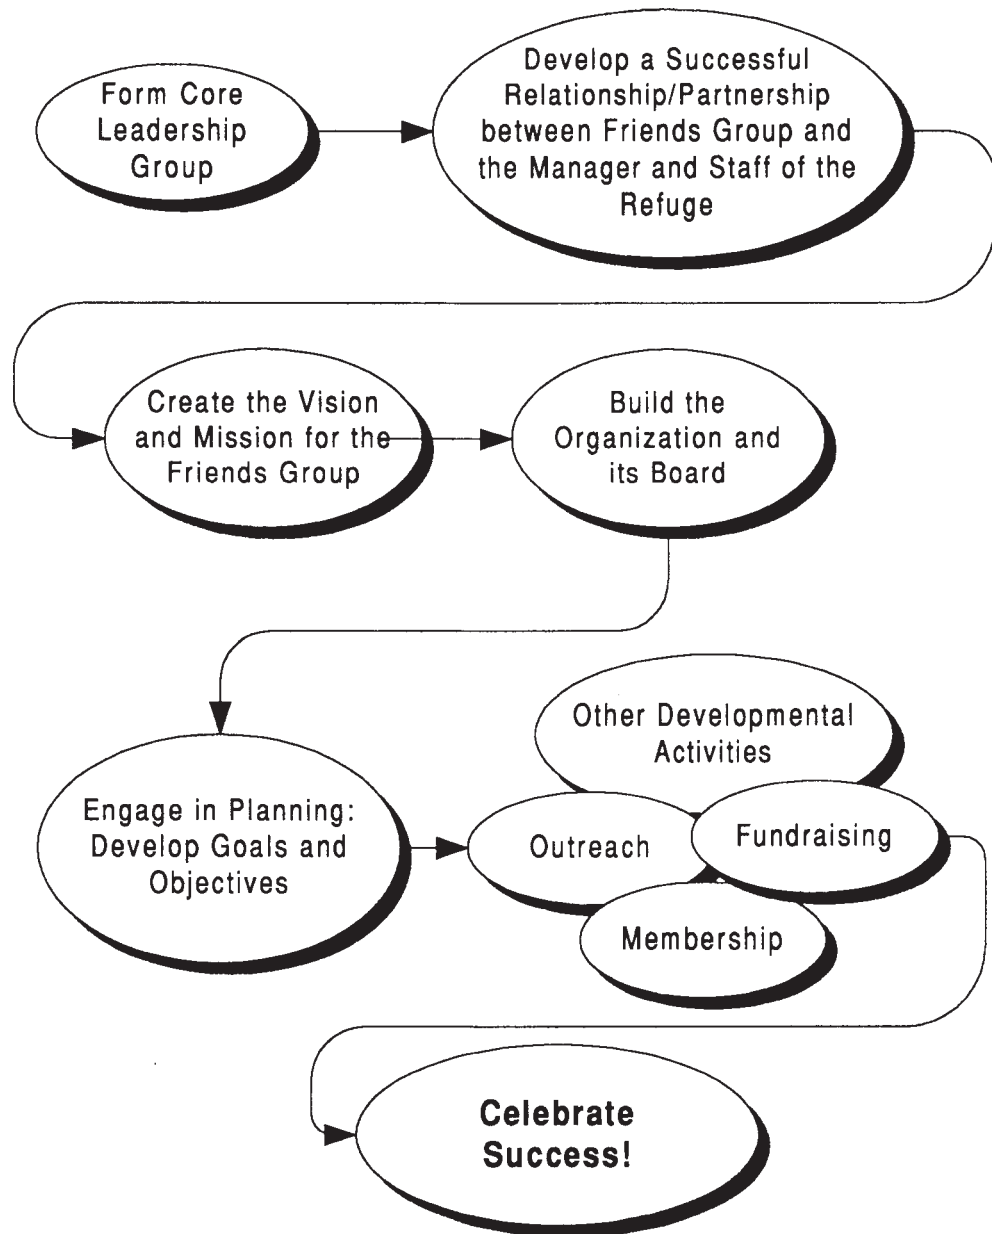 Form Core
Leadership
Group
Develop a Successful
Relationship/Partnership
between Friends Group and
the Manager and Staff of the
Refuge
Create the Vision
and Mission for the
Friends Group
Build the
Organization and
its Board
Engage in Planning:
Develop Goals and
Objectives
Other Developmental
Activities
Outreach
Fundraising
Membership
Celebrate
Success!